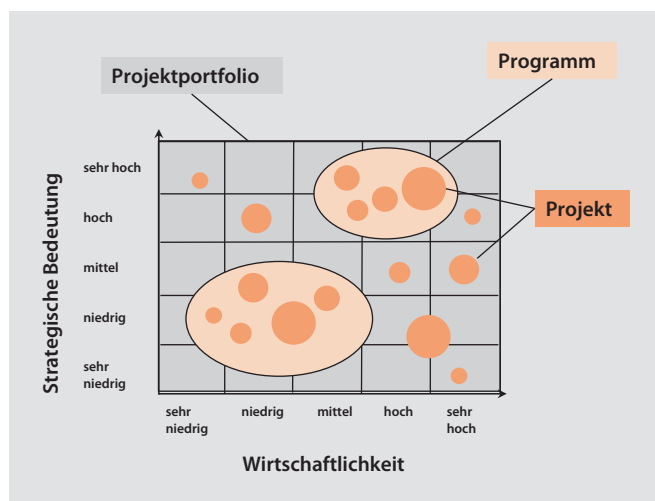 Programm
Projektportfolio
Projekt
Strategische Bedeutung
sehr hoch
hoch
mittel
niedrig
sehr
niedrig
sehr
niedrig
niedrig
mittel
hoch
sehr
hoch
Wirtschaftlichkeit